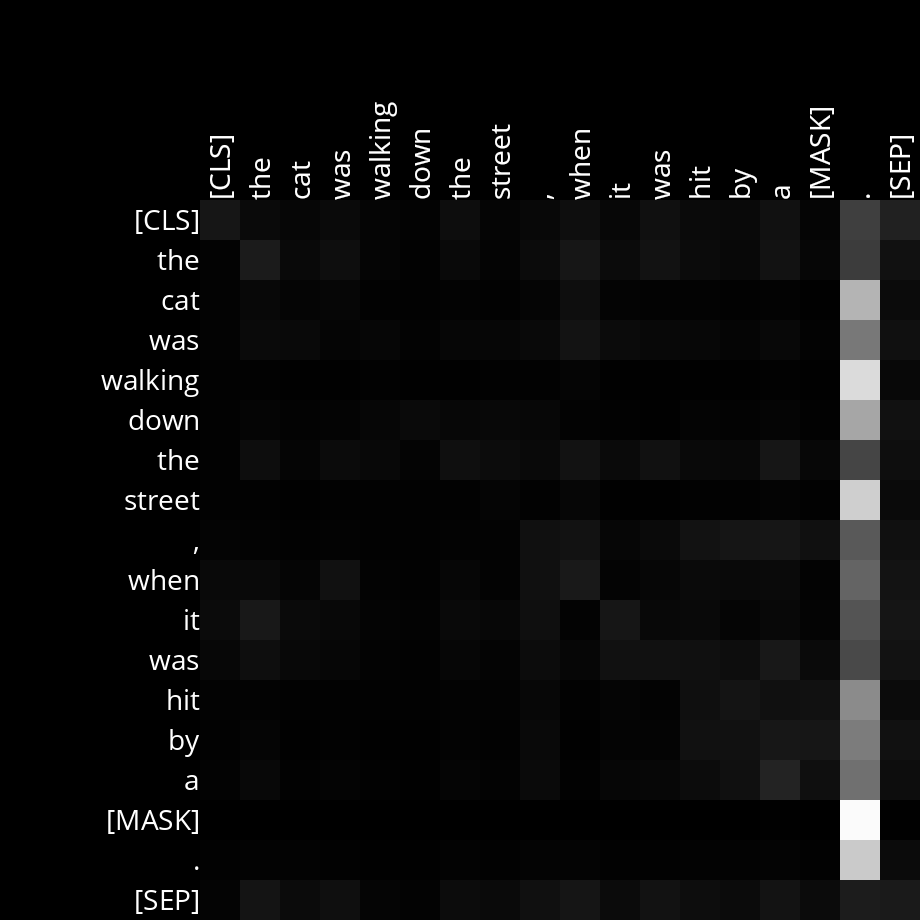 [CLS] the cat was walking down the street , when it was hit by a [MASK] . [SEP]
[CLS]
the
cat
was
walking
down
the
street
,
when
it
was
hit
by
a
[MASK]
.
[SEP]